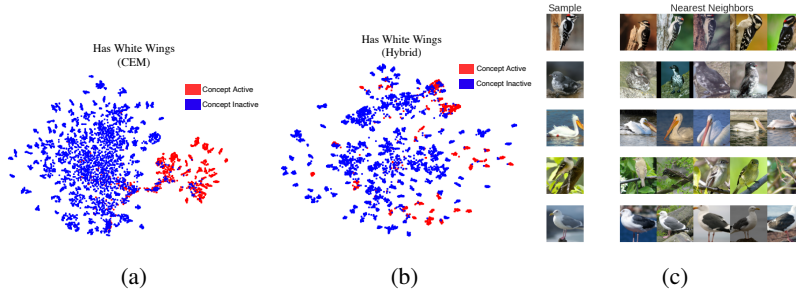 Has White Wings
(CEM)
Concept Active
Concept Inactive
(a)
Has White Wings
(Hybrid)
Concept Active
Concept Inactive
(b)
Sample
Nearest Neighbors
(c)